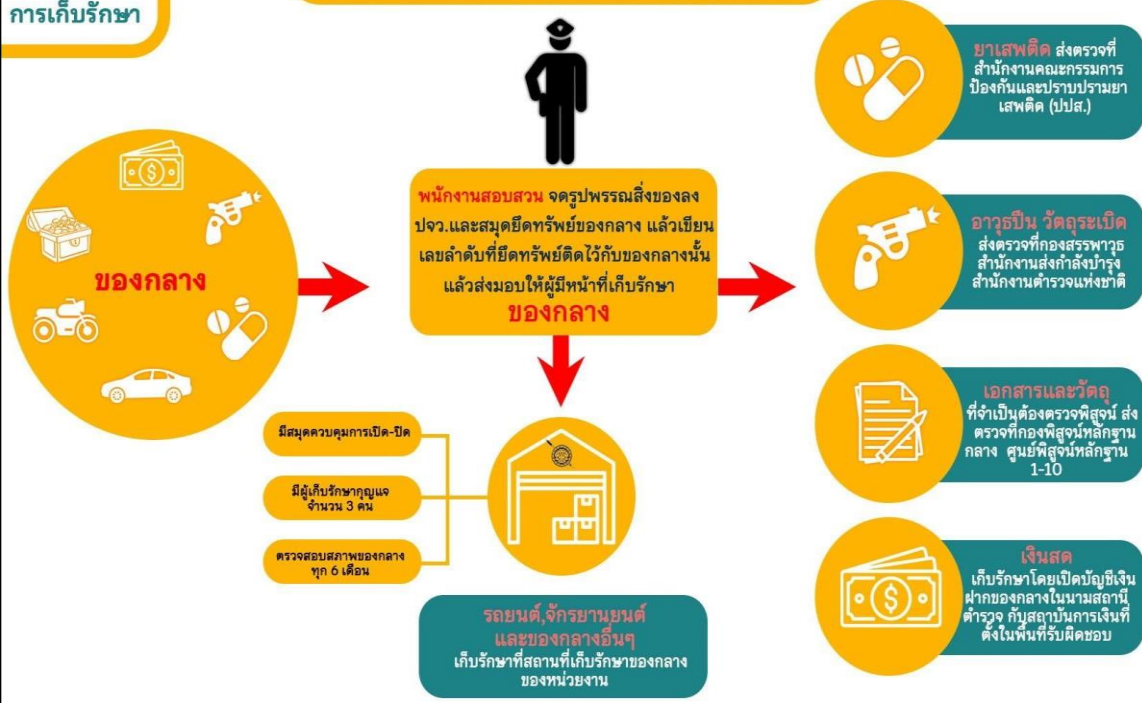 การเก็บรักษา
ของกลาง
พนักงานสอบสวน จดรูปพรรณสิ่งของลง
ปจว.และสมุดยึดทรัพย์ของกลาง แล้วเขียน
เลขลำดับที่ยึดทรัพย์ติดไว้กับของกลางนั้น
แล้วส่งมอบให้ผู้มีหน้าที่เก็บรักษา
ของกลาง
มีสมุดควบคุมการเปิด-ปิด
มีผู้เก็บรักษากุญแจ
จำนวน 3 คน
ตรวจสอบสภาพของกลาง
ทุก 6 เดือน
รถยนต์,จักรยานยนต์
และของกลางอื่นๆ
เก็บรักษาที่สถานที่เก็บรักษาของกลาง
ของหน่วยงาน
ยาเสพติด ส่งตรวจที่
สำนักงานคณะกรรมการ
ป้องกันและปราบปรามยา
เสพติด (ปปส.)
อาวุธปืน วัตถุระเบิด
ส่งตรวจที่กองสรรพาวุธ
สำนักงานส่งกำลังบำรุง
สำนักงานตำรวจแห่งชาติ
เอกสารและวัตถุ
ที่จำเป็นต้องตรวจพิสูจน์ ส่ง
ตรวจที่กองพิสูจน์หลักฐาน
กลาง ศูนย์พิสูจน์หลักฐาน
1-10
เงินสด
เก็บรักษาโดยเปิดบัญชีเงิน
ฝากของกลางในนามสถานี
ตำรวจ กับสถาบันการเงินที่
ตั้งในพื้นที่รับผิดชอบ